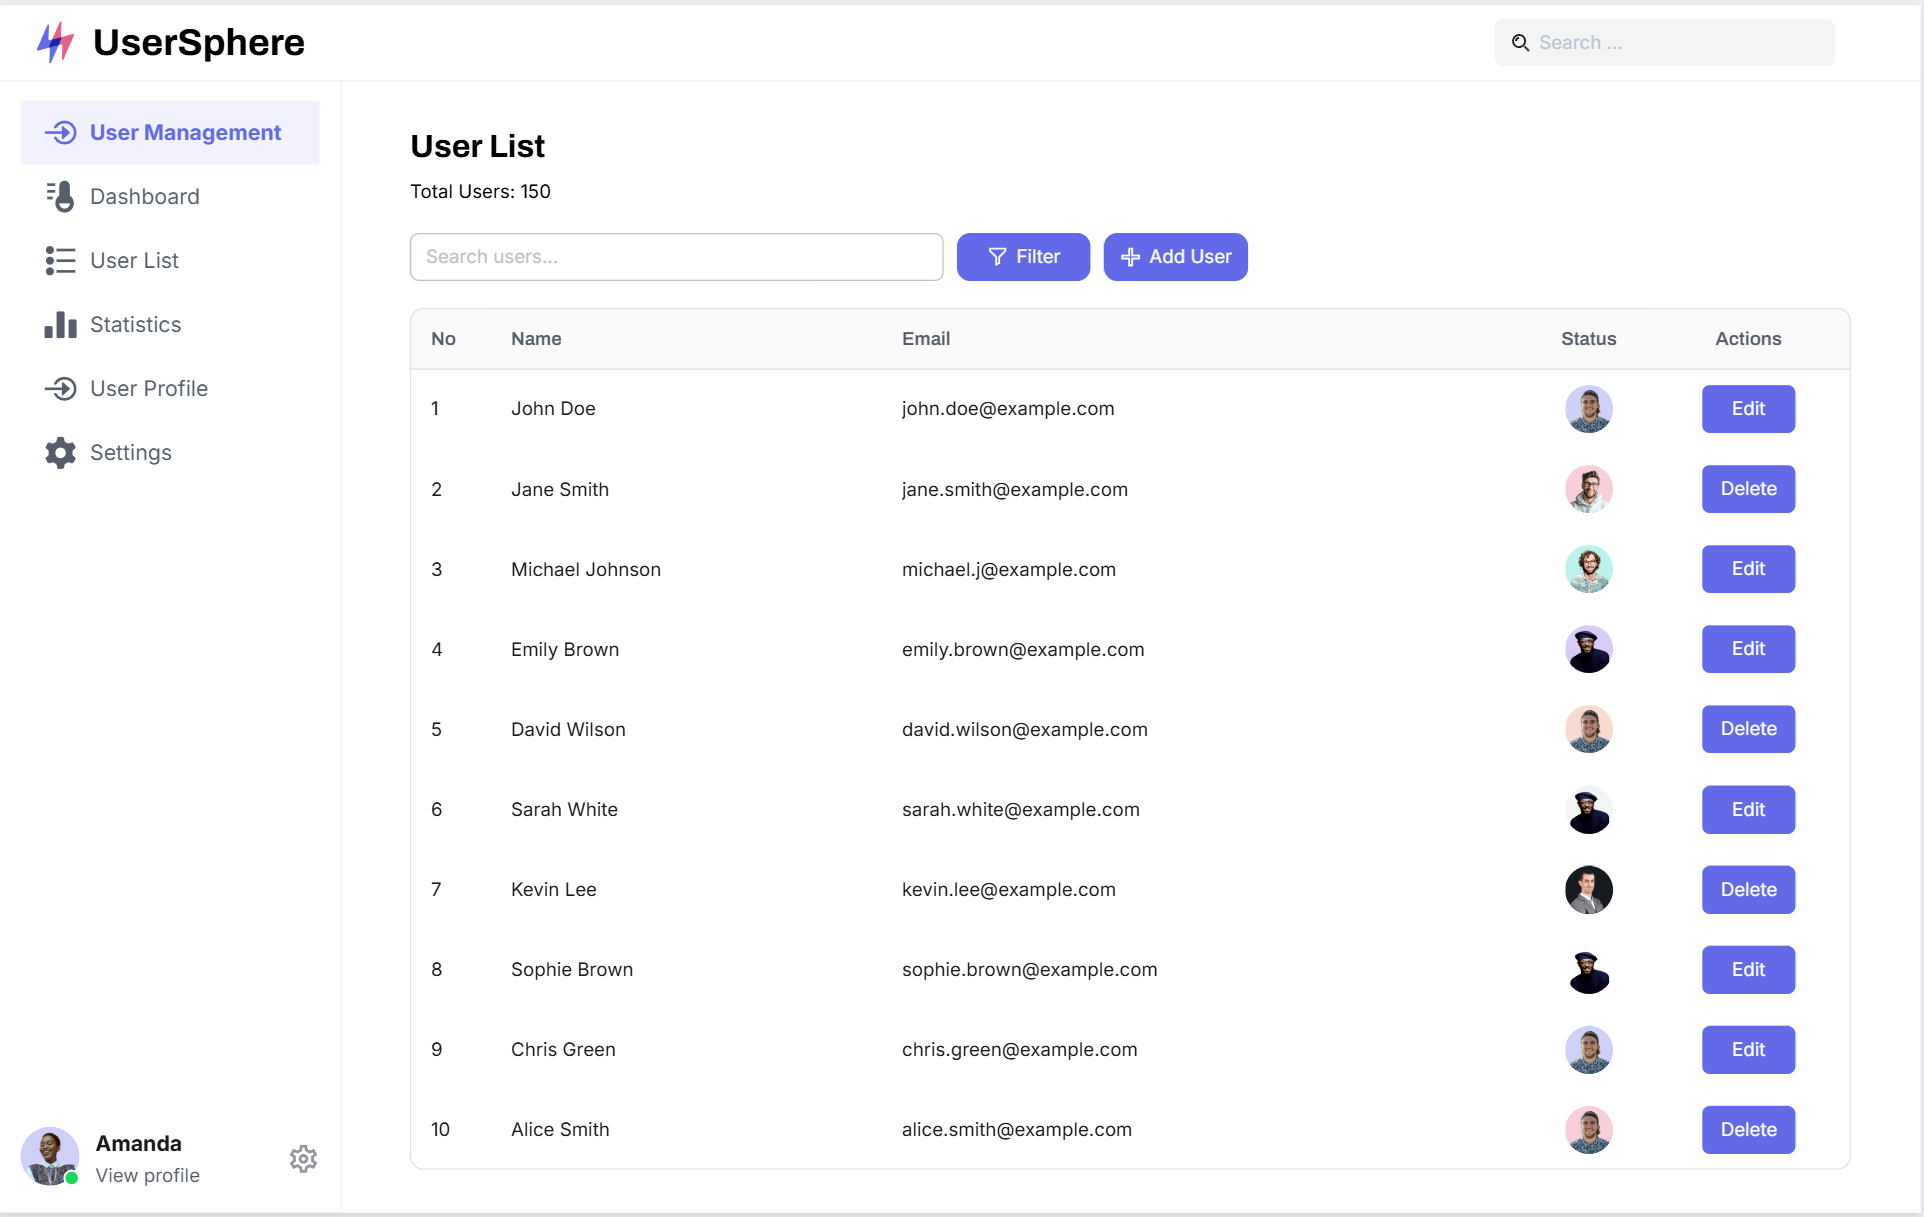 UserSphere
Search ...
User Management
Dashboard
User List
Statistics
User Profile
Settings
Amanda
View profile
User List
Total Users: 150
Search users...
Filter
Add User
No Name Email Status Actions
1 John Doe john.doe@example.com Edit
2 Jane Smith jane.smith@example.com Delete
3 Michael Johnson michael.j@example.com Edit
4 Emily Brown emily.brown@example.com Edit
5 David Wilson david.wilson@example.com Delete
6 Sarah White sarah.white@example.com Edit
7 Kevin Lee kevin.lee@example.com Delete
8 Sophie Brown sophie.brown@example.com Edit
9 Chris Green chris.green@example.com Edit
10 Alice Smith alice.smith@example.com Delete